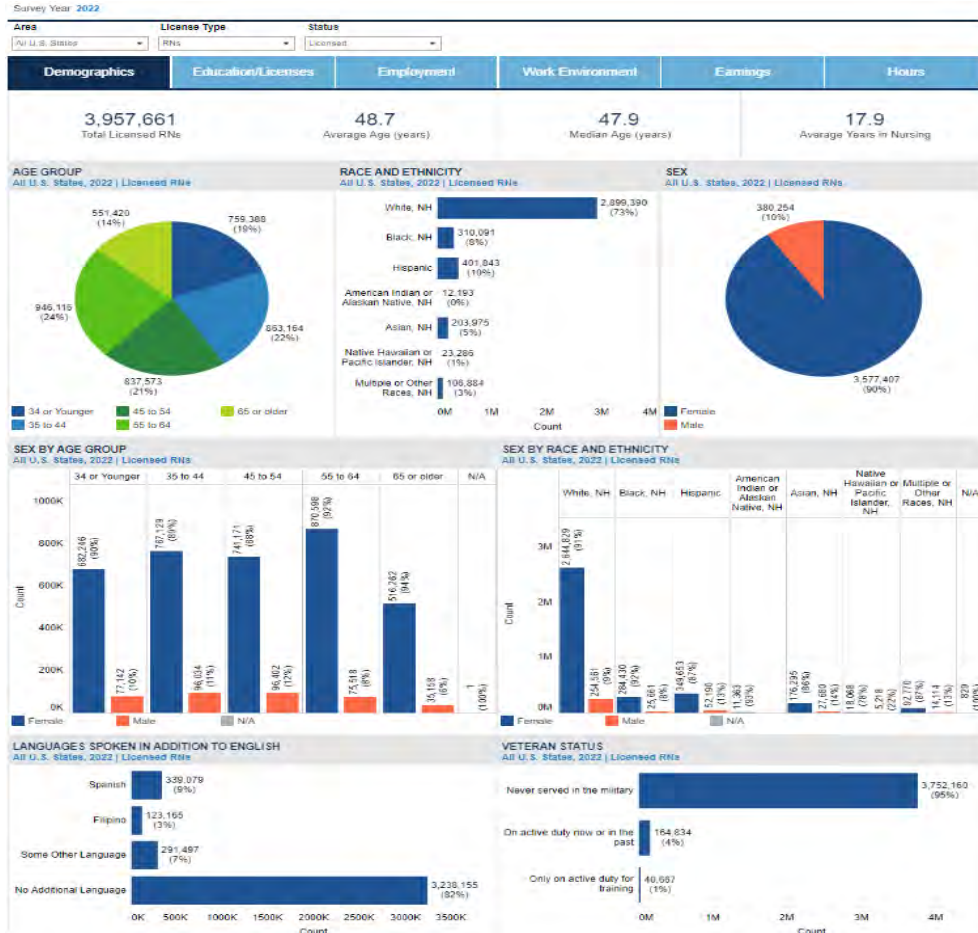 Survey Year 2022
Area License Type Status
All U.S. States RNs Licensed
Demographics Education/Licenses Employment Work Environment Earnings Hours
3,957,661 48.7 47.9 17.9
Total Licensed RNs Average Age (years) Median Age (years) Average Years in Nursing
AGE GROUP
All U.S. States, 2022 | Licensed RNs
551,420
(14%)
759,388
(19%)
946,116
(24%)
863,164
(22%)
837,573
(21%)
34 or Younger 45 to 54 65 or older
35 to 44 55 to 64
RACE AND ETHNICITY
All U.S. States, 2022 | Licensed RNs
White, NH 2,899,390
(73%)
Black, NH 310,091
(8%)
Hispanic 401,843
(10%)
American Indian or
Alaskan Native, NH
12,193
(0%)
Asian, NH 203,975
(5%)
Native Hawaiian or
Pacific Islander, NH
23,286
(1%)
Multiple or Other
Races, NH
106,884
(3%)
0M 1M 2M 3M 4M
Count
SEX
All U.S. States, 2022 | Licensed RNs
380,254
(10%)
3,577,407
(90%)
Female
Male
SEX BY AGE GROUP
All U.S. States, 2022 | Licensed RNs
34 or Younger 35 to 44 45 to 54 55 to 64 65 or older N/A
1000K
800K
600K
400K
200K
0K
Count
682,246
(90%)
77,142
(10%)
767,129
(89%)
96,034
(11%)
741,171
(88%)
96,402
(12%)
870,598
(92%)
75,518
(8%)
516,262
(94%)
35,158
(6%)
1
(100%)
Female Male N/A
SEX BY RACE AND ETHNICITY
All U.S. States, 2022 | Licensed RNs
White, NH Black, NH Hispanic
American
Indian or
Alaskan
Native, NH
Asian, NH
Native
Hawaiian or
Pacific
Islander,
NH
Multiple or
Other
Races, NH
N/A
3M
2M
1M
0M
Count
2,644,829
(91%)
254,561
(9%)
284,430
(92%)
25,661
(8%)
349,653
(87%)
52,190
(13%)
11,363
(93%)
176,295
(86%)
27,680
(14%)
18,068
(78%)
5,218
(22%)
92,770
(87%)
14,114
(13%)
829
Female Male N/A
LANGUAGES SPOKEN IN ADDITION TO ENGLISH
All U.S. States, 2022 | Licensed RNs
Spanish 339,079
(9%)
Filipino 123,165
(3%)
Some Other Language 291,497
(7%)
No Additional Language 3,238,155
(82%)
0K 500K 1000K 1500K 2000K 2500K 3000K 3500K
Count
VETERAN STATUS
All U.S. States, 2022 | Licensed RNs
Never served in the military 3,752,160
(95%)
On active duty now or in the
past
164,834
(4%)
Only on active duty for
training
40,667
(1%)
0M 1M 2M 3M 4M
Count